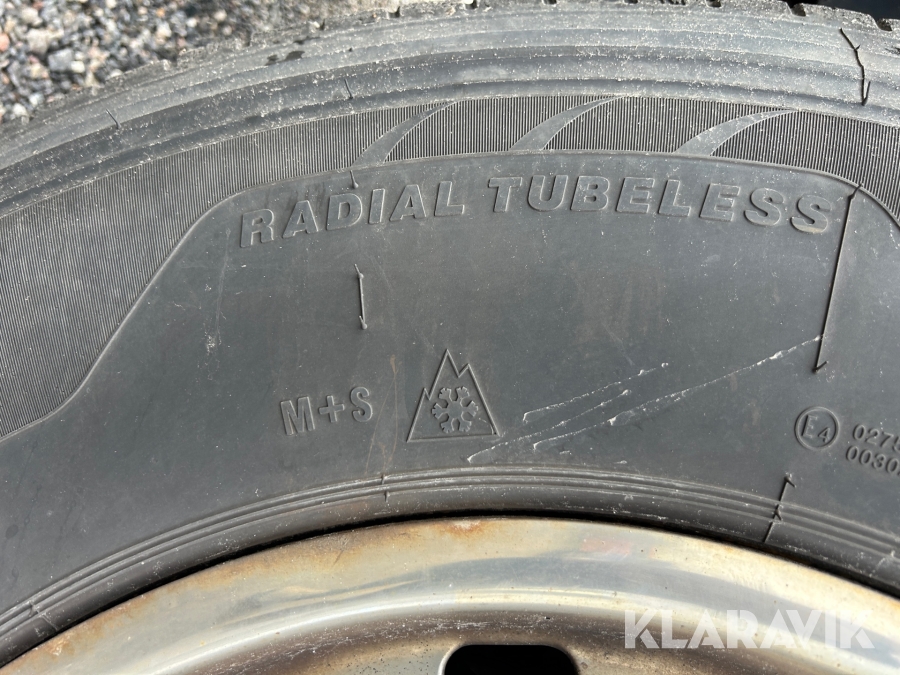 RADIAL TUBELESS
M+S
E4
KLARAVIK